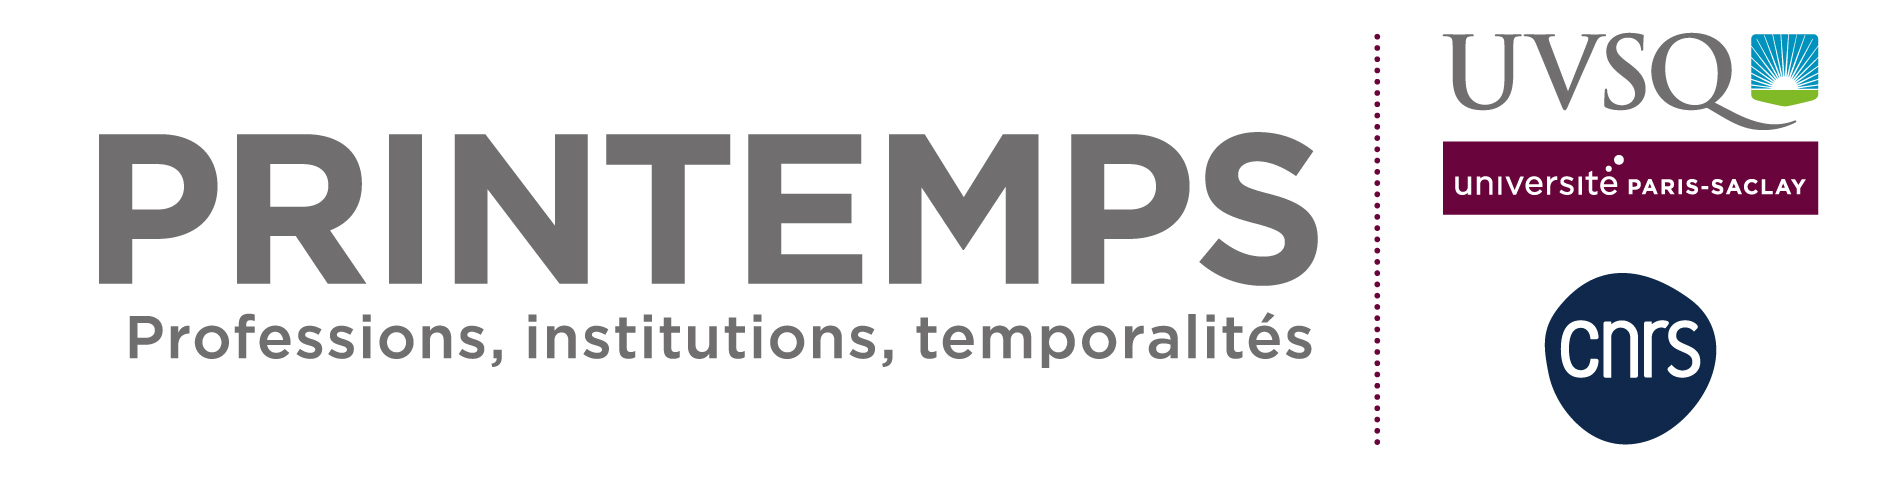 PRINTEMPS
Professions, institutions, temporalités
UVSQ
université PARIS-SACLAY
cnrs